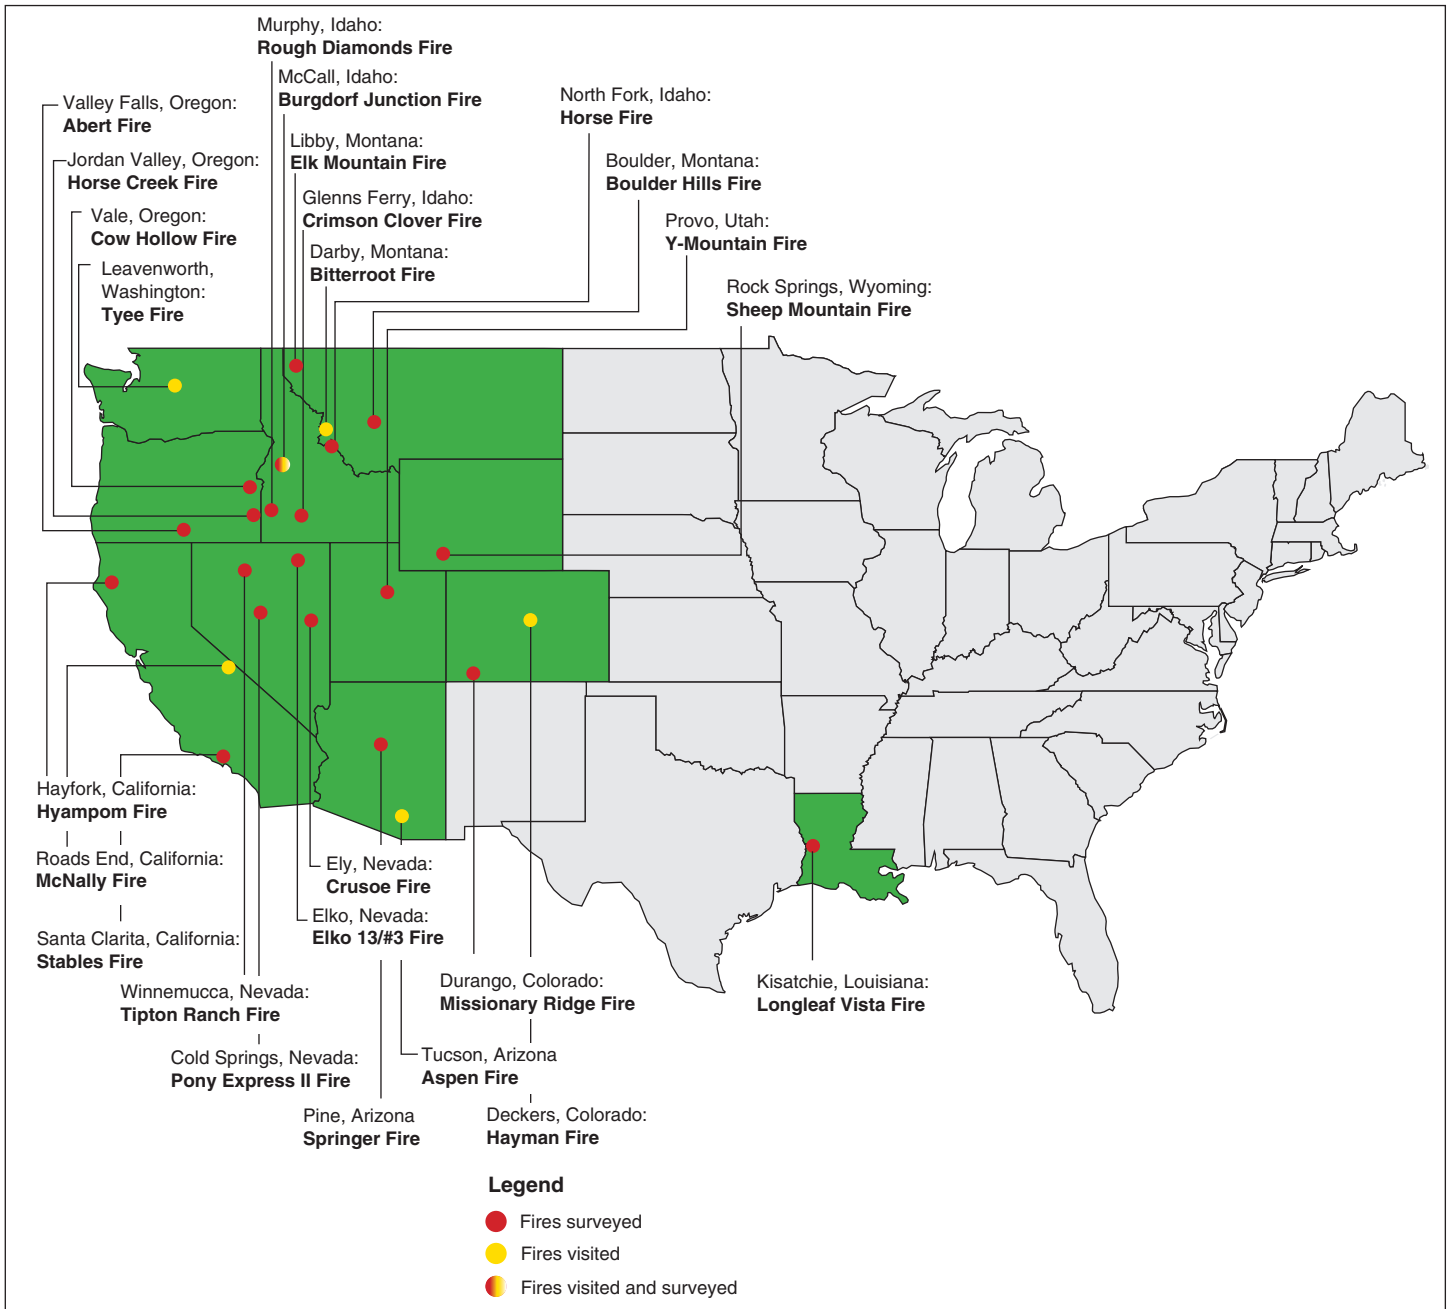 Murphy, Idaho:
Rough Diamonds Fire
McCall, Idaho:
Burgdorf Junction Fire
Valley Falls, Oregon:
Abert Fire
North Fork, Idaho:
Horse Fire
Libby, Montana:
Elk Mountain Fire
Jordan Valley, Oregon:
Horse Creek Fire
Boulder, Montana:
Boulder Hills Fire
Glenns Ferry, Idaho:
Crimson Clover Fire
Vale, Oregon:
Cow Hollow Fire
Provo, Utah:
Y-Mountain Fire
Darby, Montana:
Bitterroot Fire
Leavenworth,
Washington:
Tyee Fire
Rock Springs, Wyoming:
Sheep Mountain Fire
Hayfork, California:
Hyampom Fire
Roads End, California:
McNally Fire
Ely, Nevada:
Crusoe Fire
Elko, Nevada:
Elko 13/#3 Fire
Santa Clarita, California:
Stables Fire
Winnemucca, Nevada:
Tipton Ranch Fire
Durango, Colorado:
Missionary Ridge Fire
Kisatchie, Louisiana:
Longleaf Vista Fire
Cold Springs, Nevada:
Pony Express II Fire
Tucson, Arizona
Aspen Fire
Pine, Arizona
Springer Fire
Deckers, Colorado:
Hayman Fire
Legend
Fires surveyed
Fires visited
Fires visited and surveyed